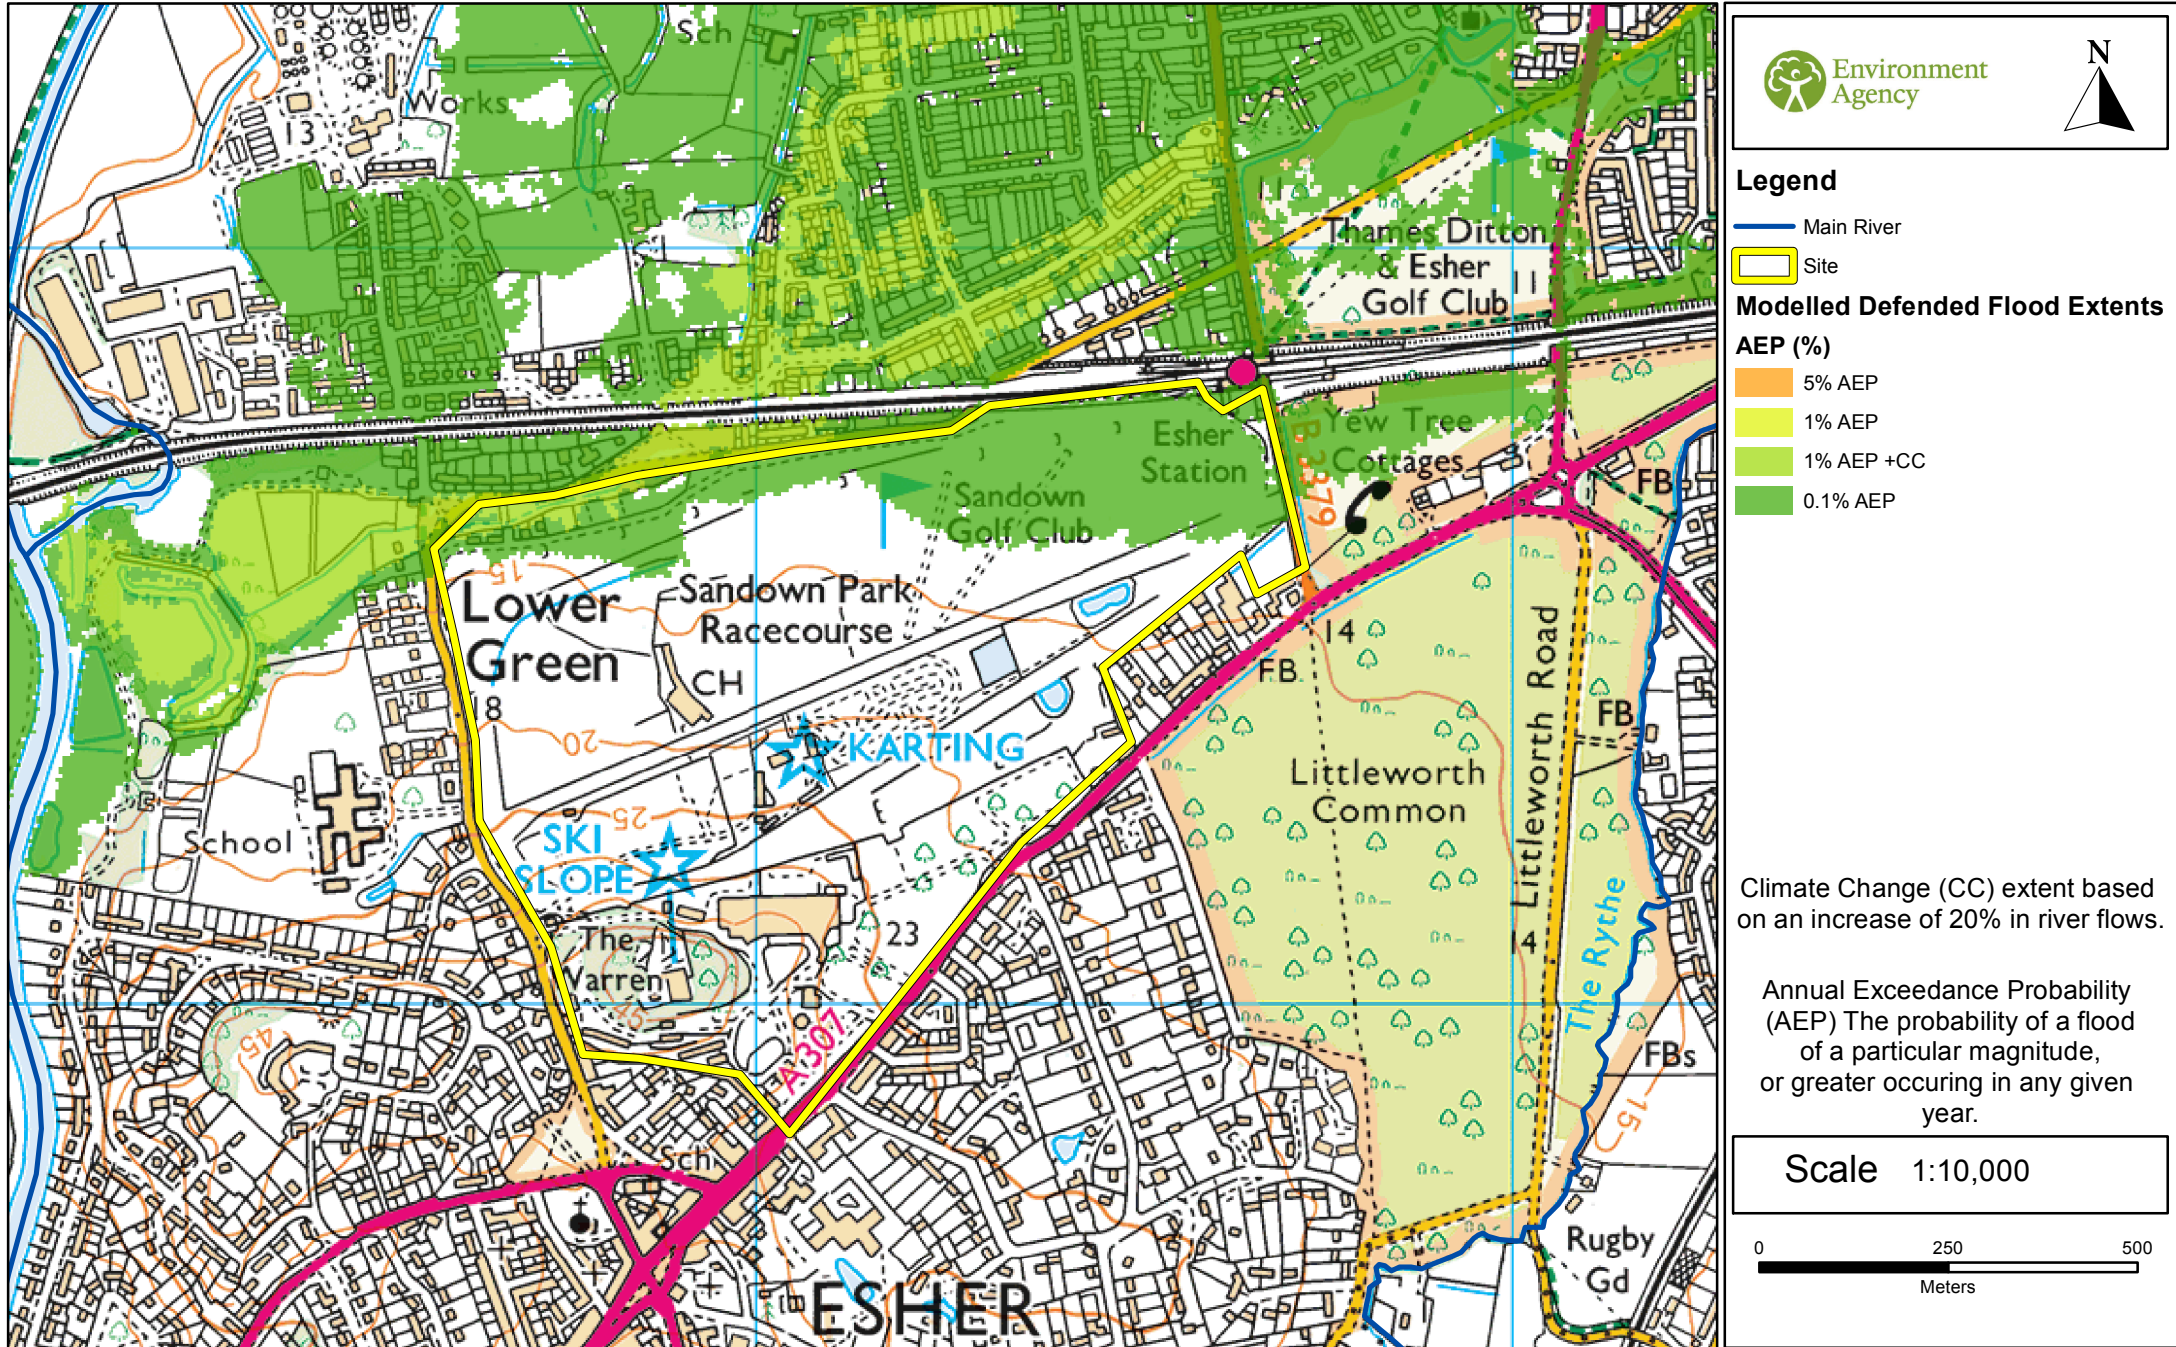 Sch
Works
13
11
Thames Ditton
& Esher
Golf Club
11
Esher
Station
B 3379
Yew Tree
Cottages
FB
Sandown
Golf Club
15
Lower
Green
Sandown Park
Racecourse
CH
18
20
KARTING
14
FB
Littleworth Road
FB
Littleworth
Common
School
25
SKI
SLOPE
The
Warren
49
23
14
The Rythe
45
A307
FBs
15
Sch
Rugby
Gd
ESHER
Environment
Agency
N
Legend
Main River
Site
Modelled Defended Flood Extents
AEP (%)
5% AEP
1% AEP
1% AEP +CC
0.1% AEP
Climate Change (CC) extent based
on an increase of 20% in river flows.
Annual Exceedance Probability
(AEP) The probability of a flood
of a particular magnitude,
or greater occuring in any given
year.
Scale 1:10,000
0 250 500
Meters